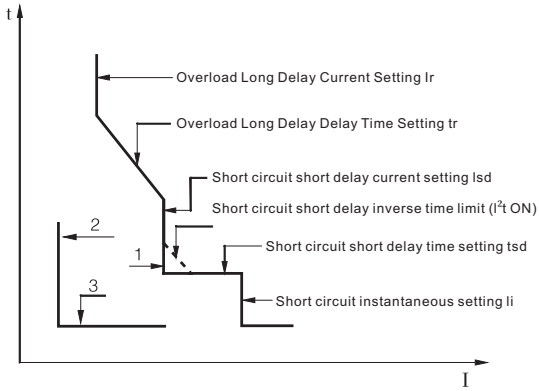 t
Overload Long Delay Current Setting Ir
Overload Long Delay Delay Time Setting tr
Short circuit short delay current setting Isd
Short circuit short delay inverse time limit (I²t ON)
2
1
Short circuit short delay time setting tsd
3
Short circuit instantaneous setting Ii
I